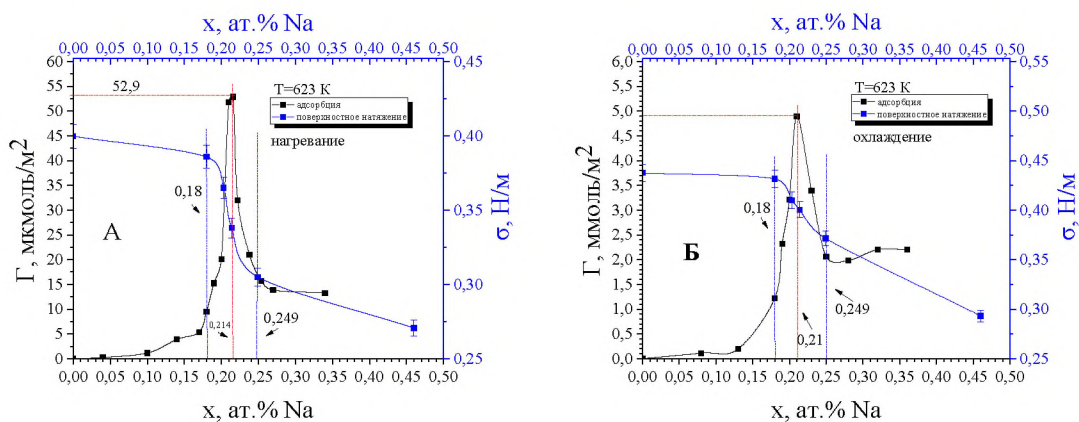 x, ат.% Na
0,00 0,05 0,10 0,15 0,20 0,25 0,30 0,35 0,40 0,45 0,50
60
55
50
45
40
35
30
25
20
15
10
5
0
Г, мкмоль/м²
52,9
T=623 К
адсорбция
поверхностное натяжение
нагревание
0,18
А
0,214
0,249
0,45
0,40
0,35
0,30
0,25
σ, Н/м
0,00 0,05 0,10 0,15 0,20 0,25 0,30 0,35 0,40 0,45 0,50
x, ат.% Na
x, ат.% Na
0,00 0,05 0,10 0,15 0,20 0,25 0,30 0,35 0,40 0,45 0,50
6,0
5,5
5,0
4,5
4,0
3,5
3,0
2,5
2,0
1,5
1,0
0,5
0,0
Г, ммоль/м²
T=623 К
адсорбция
поверхностное натяжение
охлаждение
0,18
Б
0,249
0,21
0,55
0,50
0,45
0,40
0,35
0,30
0,25
σ, Н/м
0,00 0,05 0,10 0,15 0,20 0,25 0,30 0,35 0,40 0,45 0,50
x, ат.% Na